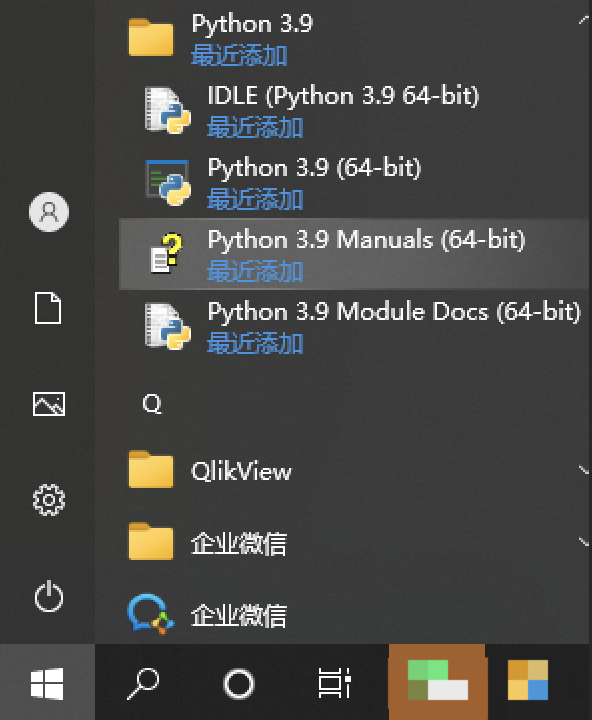 Python 3.9
最近添加
IDLE (Python 3.9 64-bit)
最近添加
Python 3.9 (64-bit)
最近添加
Python 3.9 Manuals (64-bit)
最近添加
Python 3.9 Module Docs (64-bit)
最近添加
Q
QlikView
企业微信
企业微信